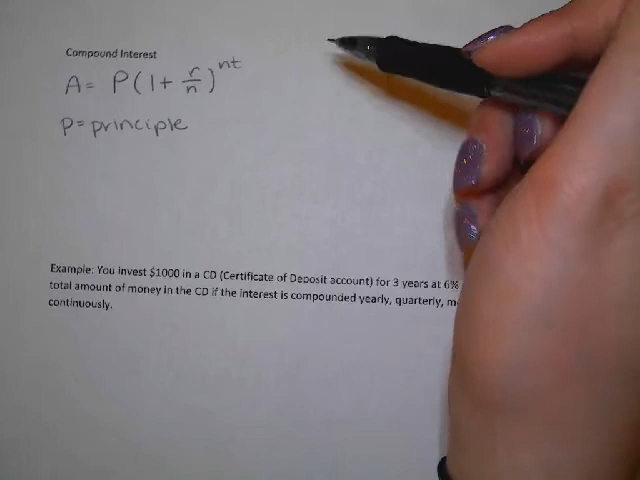 Compound Interest
A = P(1 + r/n)^nt
P = principle
Example: You invest $1000 in a CD (Certificate of Deposit account) for 3 years at 6%
total amount of money in the CD if the interest is compounded yearly, quarterly,
continuously.